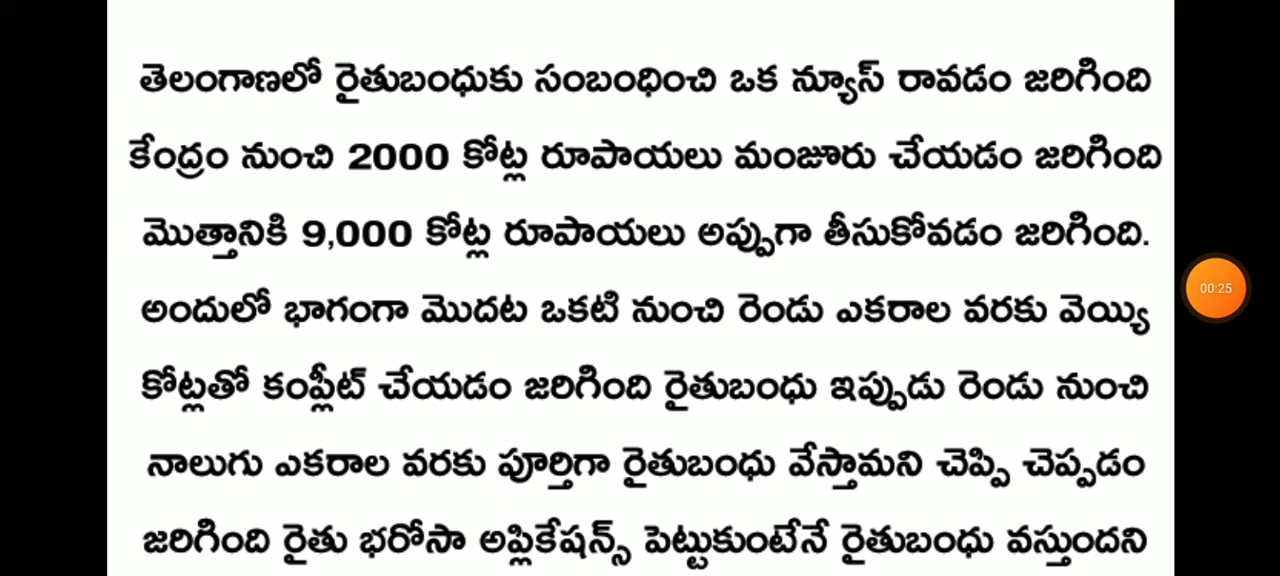 తెలంగాణలో రైతుబంధుకు సంబంధించి ఒక న్యూస్ రావడం జరిగింది
కేంద్రం నుంచి 2000 కోట్ల రూపాయలు మంజూరు చేయడం జరిగింది
మొత్తానికి 9,000 కోట్ల రూపాయలు అప్పుగా తీసుకోవడం జరిగింది.
అందులో భాగంగా మొదట ఒకటి నుంచి రెండు ఎకరాల వరకు వెయ్యి
00:25
కోట్లతో కంప్లీట్ చేయడం జరిగింది రైతుబంధు ఇప్పుడు రెండు నుంచి
నాలుగు ఎకరాల వరకు పూర్తిగా రైతుబంధు వేస్తామని చెప్పి చెప్పడం
జరిగింది రైతు భరోసా అప్లికేషన్స్ పెట్టుకుంటేనే రైతుబంధు వస్తుందని